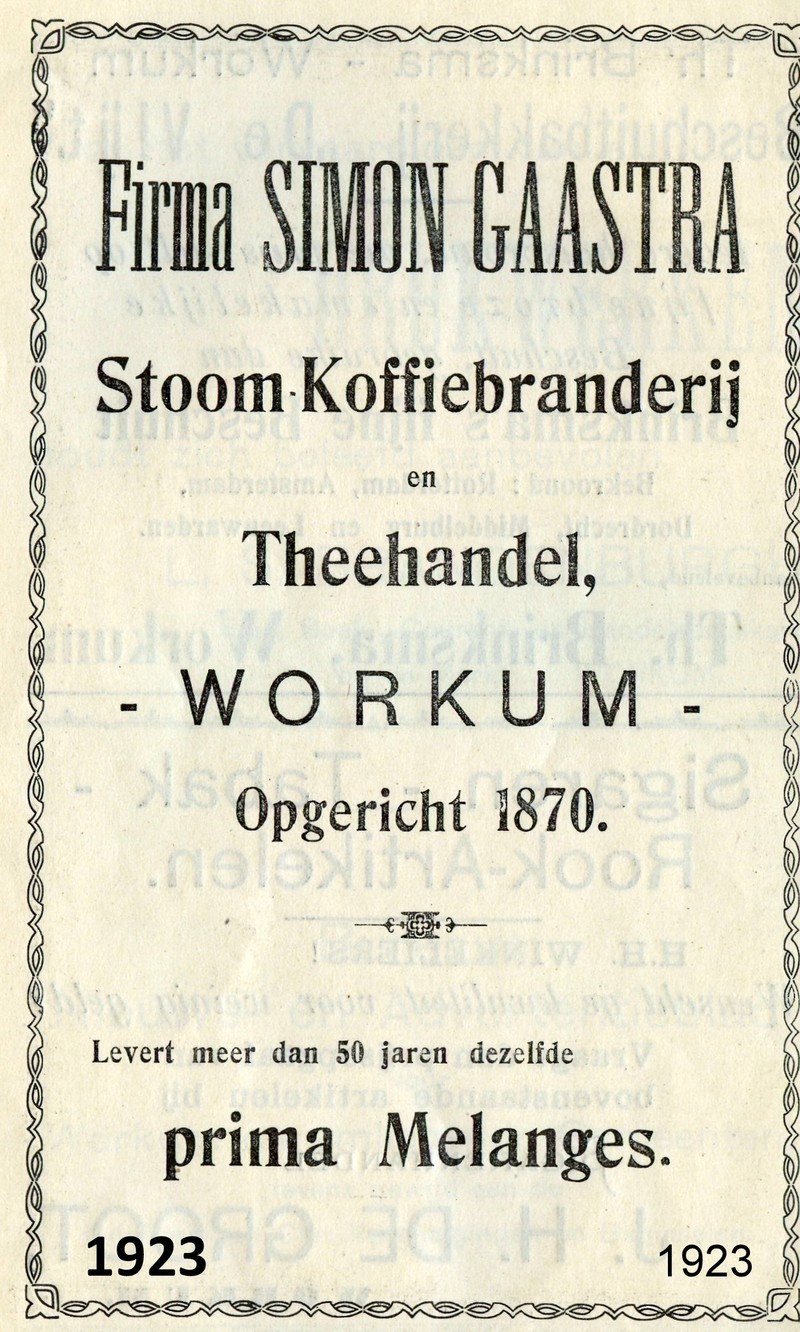 Firma SIMON GAASTRA
Stoom-Koffiebranderij
en
Theehandel,
- WORKUM -
Opgericht 1870.
Levert meer dan 50 jaren dezelfde
prima Melanges.
1923 1923